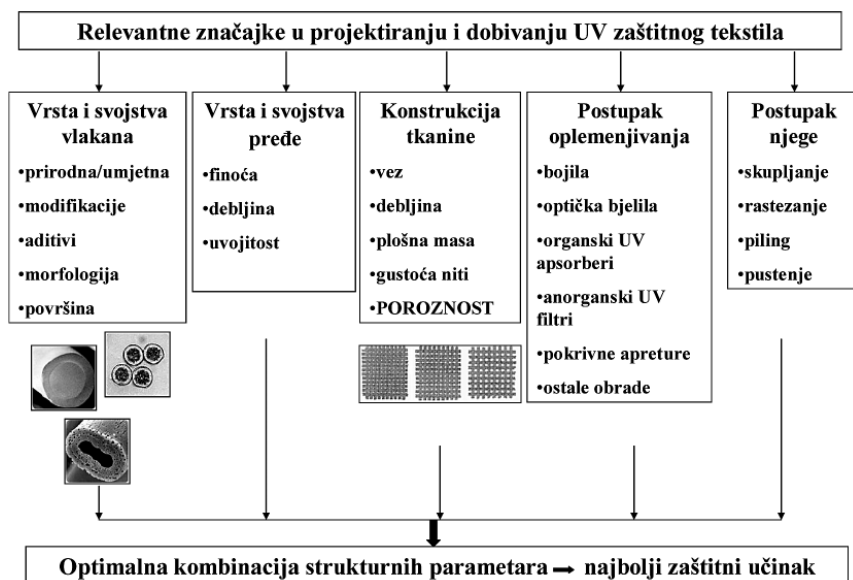 Relevantne značajke u projektiranju i dobivanju UV zaštitnog tekstila
Vrsta i svojstva
vlakana
•prirodna/umjetna
•modifikacije
•aditivi
•morfologija
•površina
Vrsta i svojstva
pređe
•finoća
•debljina
•uvojitost
Konstrukcija
tkanine
•vez
•debljina
•plošna masa
•gustoća niti
•POROZNOST
Postupak
oplemenjivanja
•bojila
•optička bjelila
•organski UV
apsorberi
•anorganski UV
filtri
•pokrivne apreture
•ostale obrade
Postupak
njege
•skupljanje
•rastezanje
•piling
•pustenje
Optimalna kombinacija strukturnih parametara → najbolji zaštitni učinak